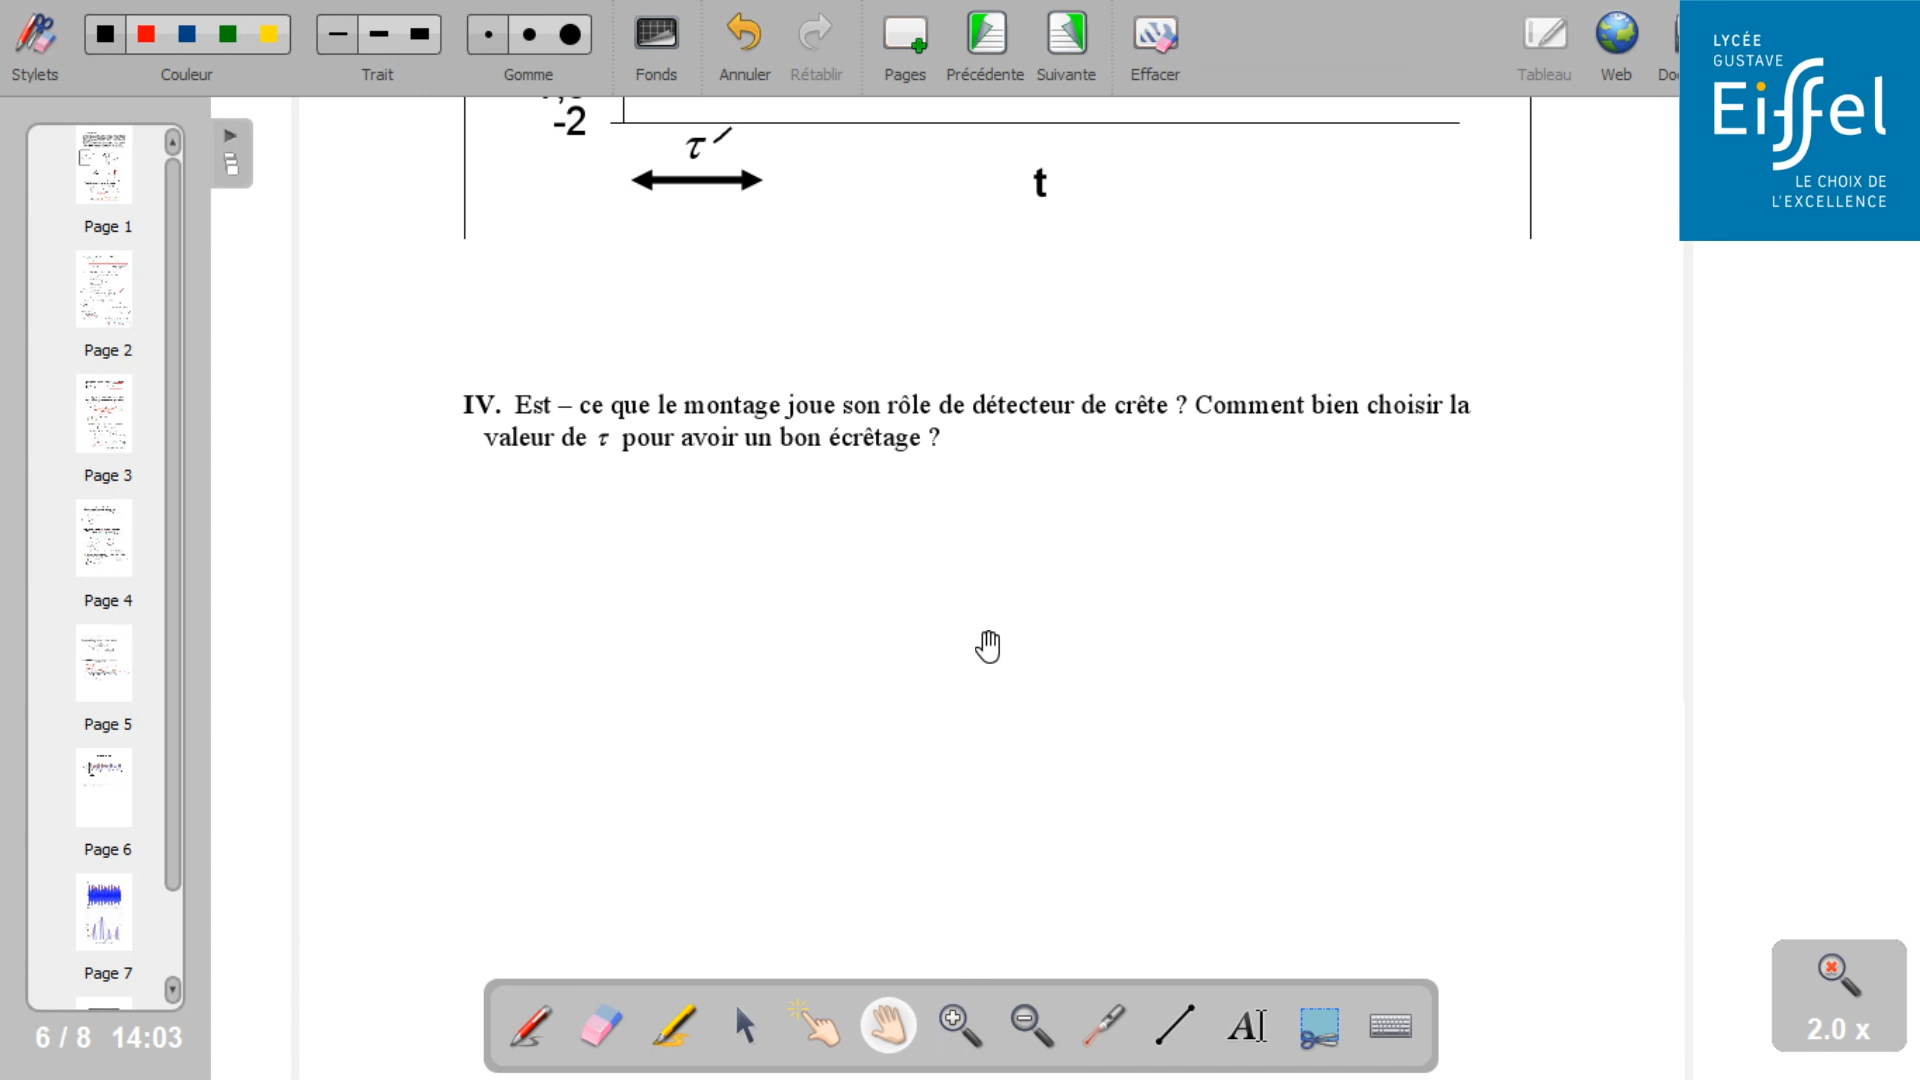 Stylets
Couleur
Trait
Gomme
Fonds
Annuler
Rétablir
Pages
Précédente
Suivante
Effacer
Tableau
Web
LYCÉE
GUSTAVE
Eiffel
LE CHOIX DE
L'EXCELLENCE
-2
τ
t
Page 1
Page 2
Page 3
Page 4
Page 5
Page 6
Page 7
IV. Est – ce que le montage joue son rôle de détecteur de crête ? Comment bien choisir la
valeur de τ pour avoir un bon écrêtage ?
6 / 8 14:03
AI
2.0 x